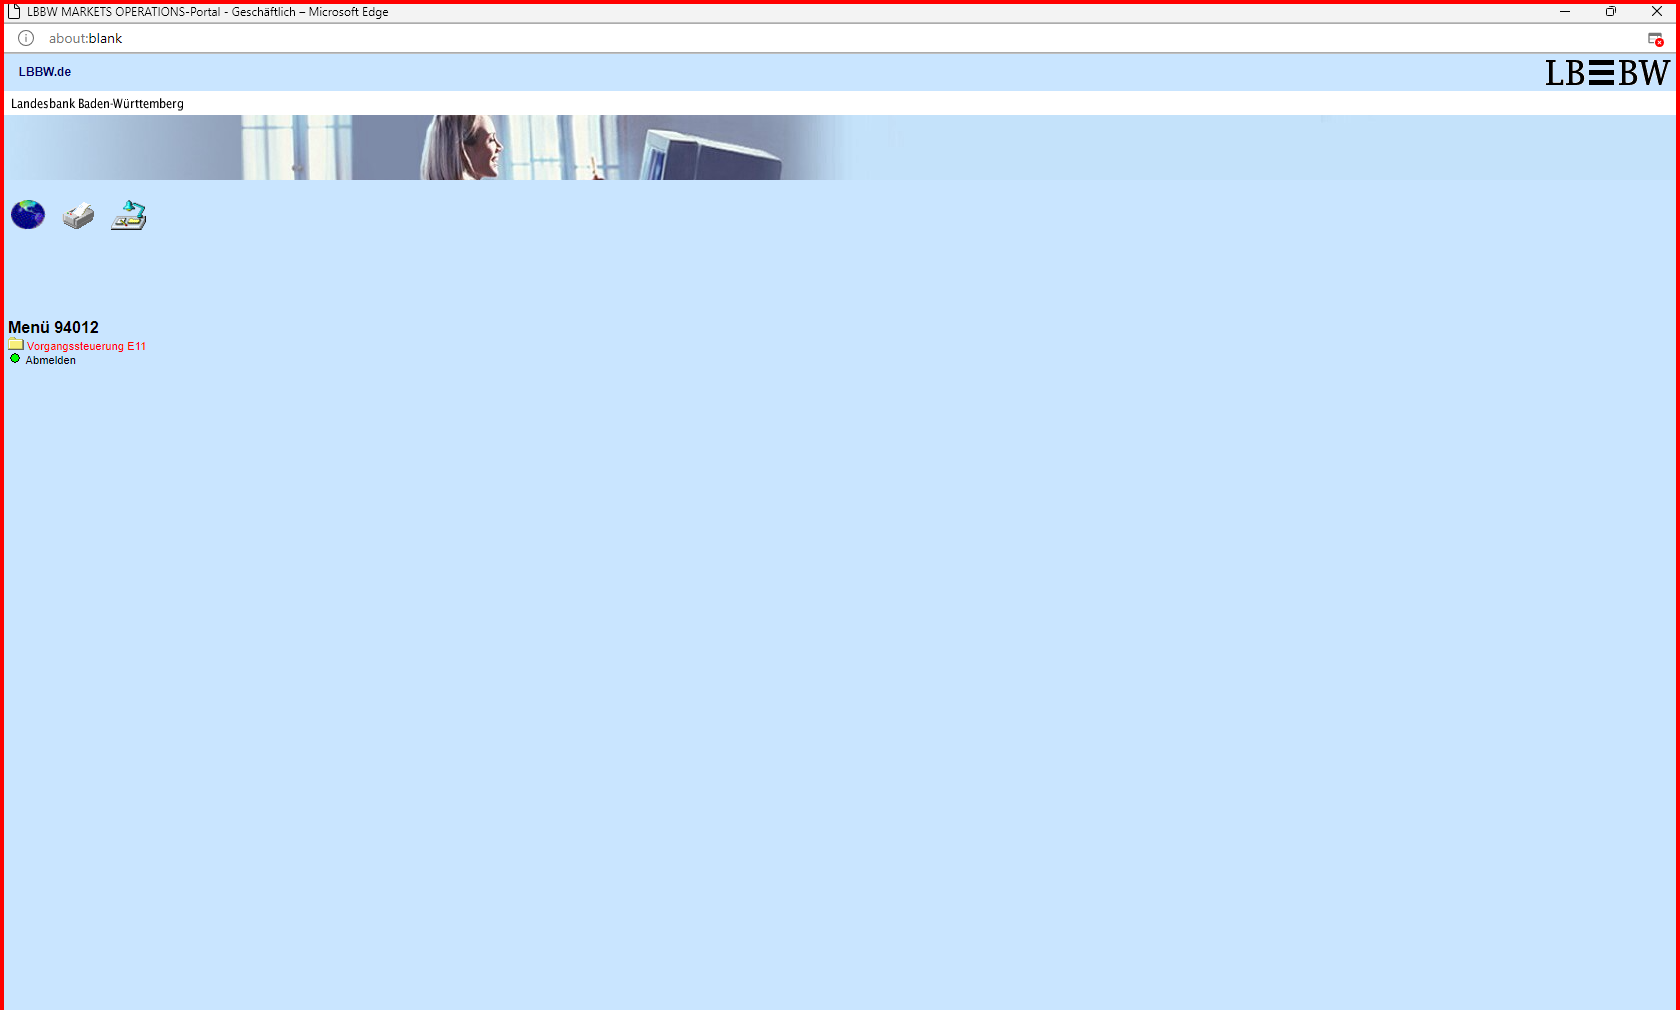 LBBW MARKETS OPERATIONS-Portal - Geschäftlich – Microsoft Edge
about:blank
LBBW.de
LB BW
Landesbank Baden-Württemberg
Menü 94012
Vorgangssteuerung E11
Abmelden